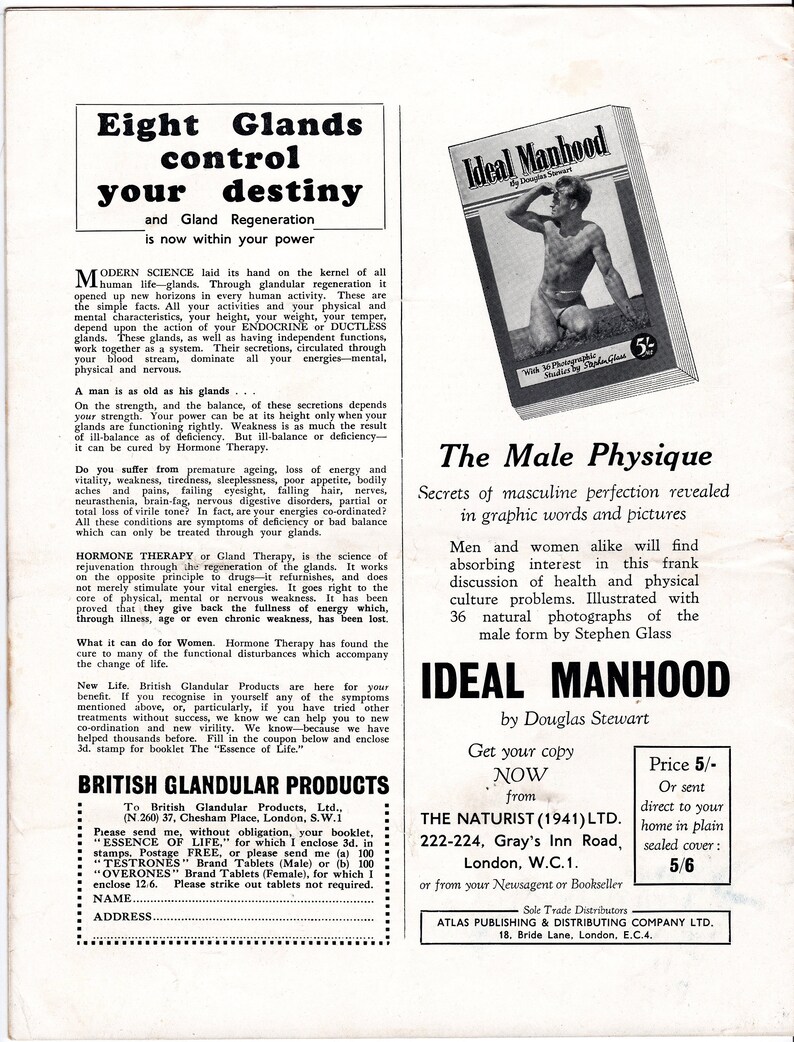 Eight Glands
control
your destiny
and Gland Regeneration
is now within your power
MODERN SCIENCE laid its hand on the kernel of all
human life—glands. Through glandular regeneration it
opened up new horizons in every human activity. These are
the simple facts. All your activities and your physical and
mental characteristics, your height, your weight, your temper,
depend upon the action of your ENDOCRINE or DUCTLESS
glands. These glands, as well as having independent functions,
work together as a system. Their secretions, circulated through
your blood stream, dominate all your energies—mental,
physical and nervous.
A man is as old as his glands . . .
On the strength, and the balance, of these secretions depends
your strength. Your power can be at its height only when your
glands are functioning rightly. Weakness is as much the result
of ill-balance as of deficiency. But ill-balance or deficiency—
it can be cured by Hormone Therapy.
Do you suffer from premature ageing, loss of energy and
vitality, weakness, tiredness, sleeplessness, poor appetite, bodily
aches and pains, failing eyesight, falling hair, nerves,
neurasthenia, brain-fag, nervous digestive disorders, partial or
total loss of virile tone? In fact, are your energies co-ordinated?
All these conditions are symptoms of deficiency or bad balance
which can only be treated through your glands.
HORMONE THERAPY or Gland Therapy, is the science of
rejuvenation through the regeneration of the glands. It works
on the opposite principle to drugs—it refurnishes, and does
not merely stimulate your vital energies. It goes right to the
core of physical, mental or nervous weakness. It has been
proved that they give back the fullness of energy which,
through illness, age or even chronic weakness, has been lost.
What it can do for Women. Hormone Therapy has found the
cure to many of the functional disturbances which accompany
the change of life.
New Life. British Glandular Products are here for your
benefit. If you recognise in yourself any of the symptoms
mentioned above, or, particularly, if you have tried other
treatments without success, we know we can help you to new
co-ordination and new virility. We know—because we have
helped thousands before. Fill in the coupon below and enclose
3d. stamp for booklet The "Essence of Life."
BRITISH GLANDULAR PRODUCTS
To British Glandular Products, Ltd.,
(N.260) 37, Chesham Place, London, S.W.1
Please send me, without obligation, your booklet,
"ESSENCE OF LIFE," for which I enclose 3d. in
stamps, Postage FREE, or please send me (a) 100
"TESTRONES" Brand Tablets (Male) or (b) 100
"OVERONES" Brand Tablets (Female), for which I
enclose 12/6. Please strike out tablets not required.
NAME
ADDRESS
Ideal Manhood
By Douglas Stewart
With 36 Photographic
Studies by Stephen Glass
5/-
NET
The Male Physique
Secrets of masculine perfection revealed
in graphic words and pictures
Men and women alike will find
absorbing interest in this frank
discussion of health and physical
culture problems. Illustrated with
36 natural photographs of the
male form by Stephen Glass
IDEAL MANHOOD
by Douglas Stewart
Get your copy
NOW
from
THE NATURIST (1941) LTD.
222-224, Gray's Inn Road,
London, W.C.1.
or from your Newsagent or Bookseller
Price 5/-
Or sent
direct to your
home in plain
sealed cover :
5/6
Sole Trade Distributors
ATLAS PUBLISHING & DISTRIBUTING COMPANY LTD.
18, Bride Lane, London, E.C.4.